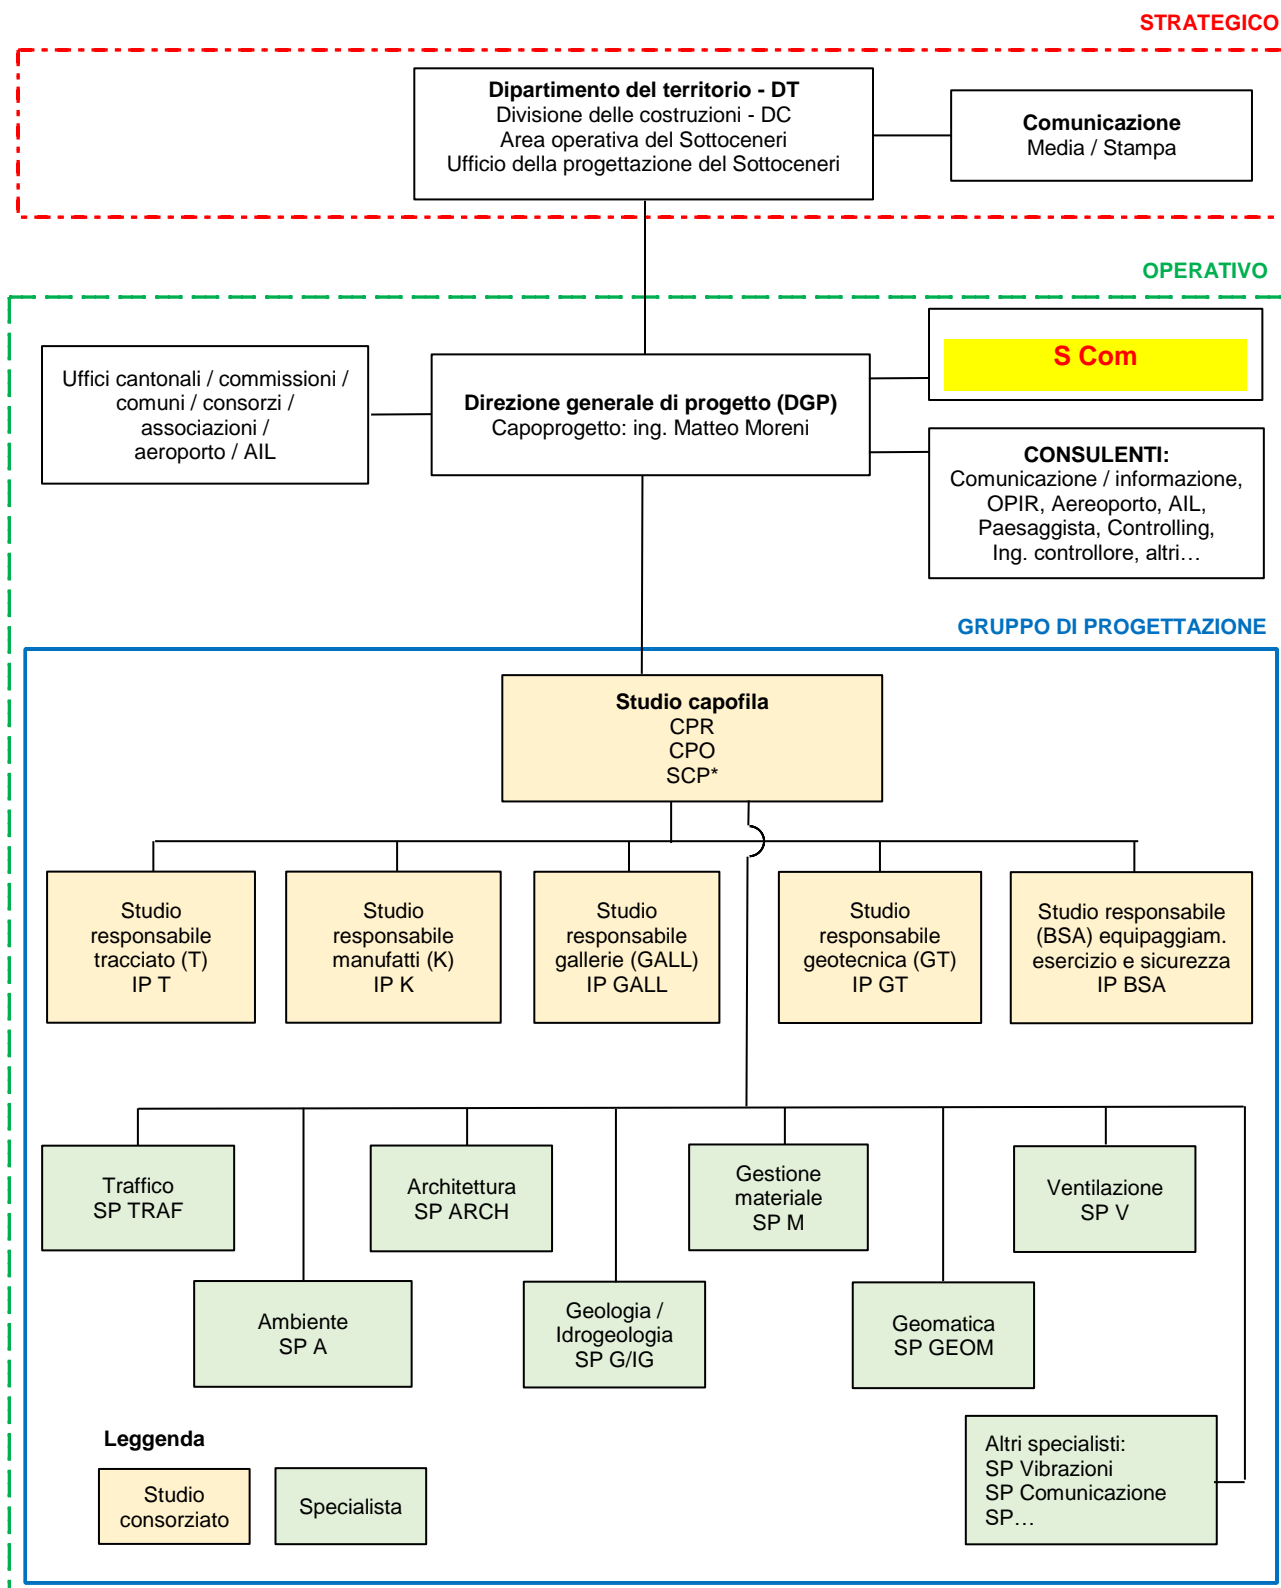 STRATEGICO
Dipartimento del territorio - DT
Divisione delle costruzioni - DC
Area operativa del Sottoceneri
Ufficio della progettazione del Sottoceneri
Comunicazione
Media / Stampa
OPERATIVO
Uffici cantonali / commissioni /
comuni / consorzi /
associazioni /
aeroporto / AIL
Direzione generale di progetto (DGP)
Capoprogetto: ing. Matteo Moreni
S Com
CONSULENTI:
Comunicazione / informazione,
OPIR, Aereoporto, AIL,
Paesaggista, Controlling,
Ing. controllore, altri…
GRUPPO DI PROGETTAZIONE
Studio capofila
CPR
CPO
SCP*
Studio
responsabile
tracciato (T)
IP T
Studio
responsabile
manufatti (K)
IP K
Studio
responsabile
gallerie (GALL)
IP GALL
Studio
responsabile
geotecnica (GT)
IP GT
Studio responsabile
(BSA) equipaggiam.
esercizio e sicurezza
IP BSA
Traffico
SP TRAF
Architettura
SP ARCH
Gestione
materiale
SP M
Ventilazione
SP V
Ambiente
SP A
Geologia /
Idrogeologia
SP G/IG
Geomatica
SP GEOM
Altri specialisti:
SP Vibrazioni
SP Comunicazione
SP…
Leggenda
Studio
consorziato
Specialista